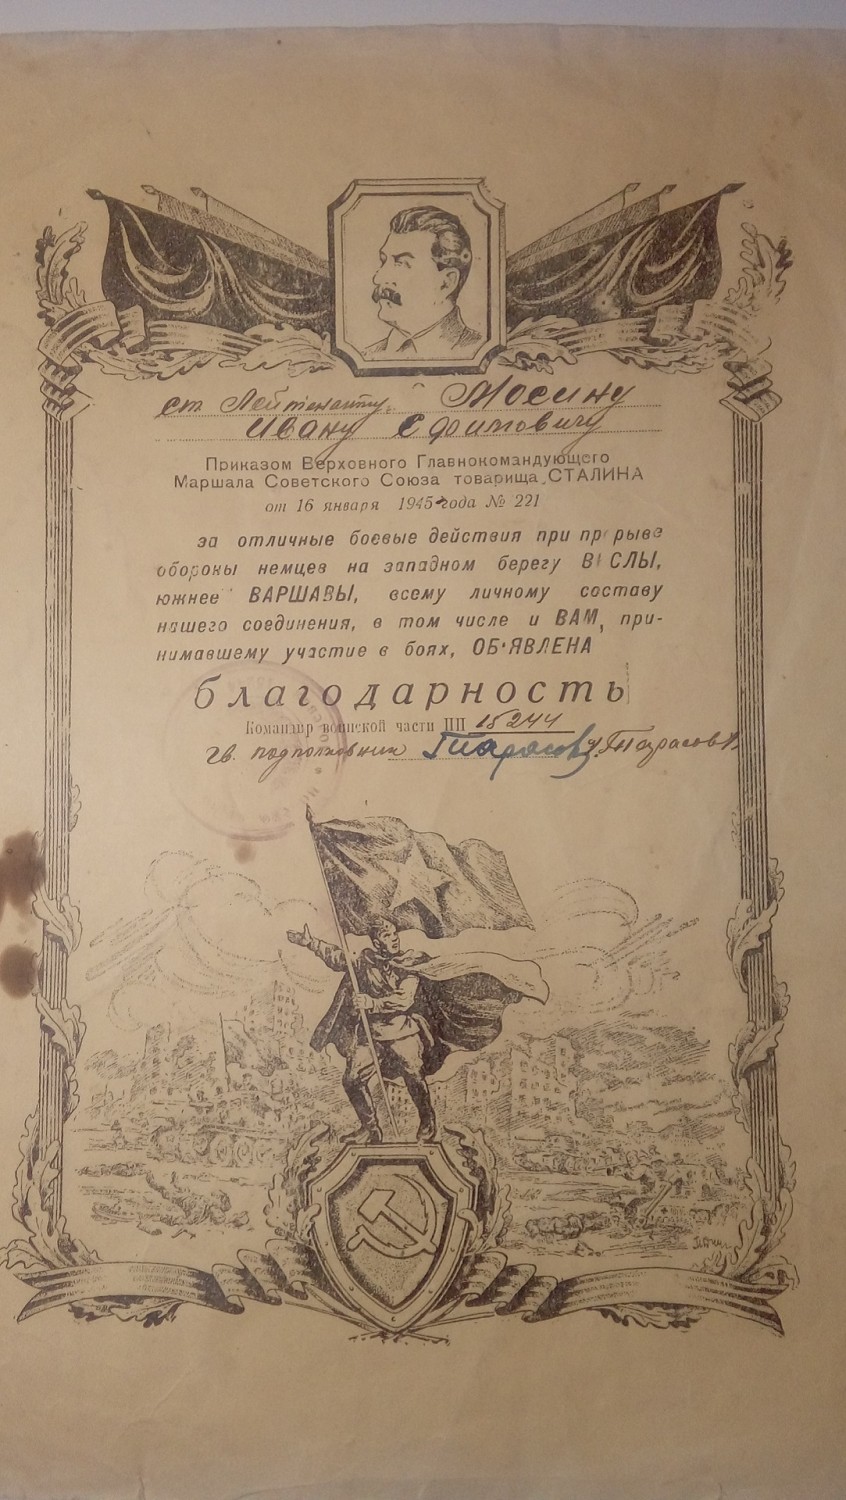 ст. Лейтенанту Мосину
Ивану Ефимовичу
Приказом Верховного Главнокомандующего
Маршала Советского Союза товарища СТАЛИНА
от 16 января 1945 года № 221
за отличные боевые действия при прорыве
обороны немцев на западном берегу ВИСЛЫ,
южнее ВАРШАВЫ, всему личному составу
нашего соединения, в том числе и ВАМ, при-
нимавшему участие в боях, ОБ'ЯВЛЕНА
благодарность
Командир воинской части ПП 15244
гв. подполковник Тарасов /Тарасов/